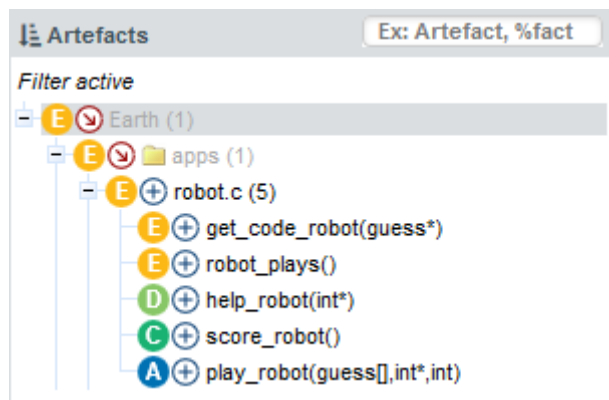 Artefacts Ex: Artefact, %fact
Filter active
E Earth (1)
E apps (1)
E robot.c (5)
E get_code_robot(guess*)
E robot_plays()
D help_robot(int*)
C score_robot()
A play_robot(guess[],int*,int)